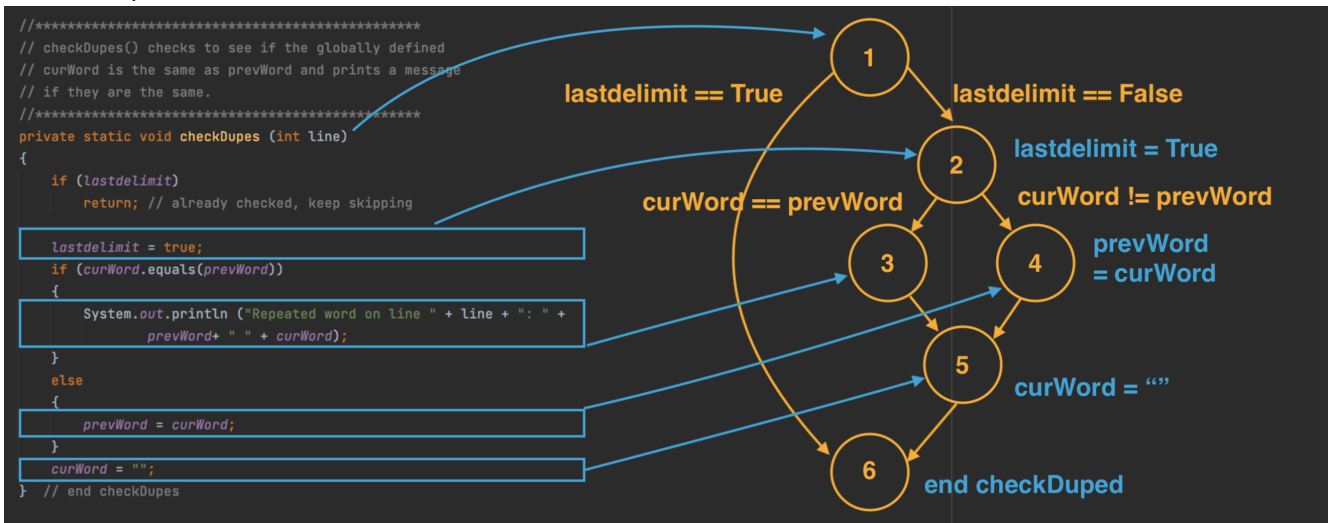 //************************************************
// checkDupes() checks to see if the globally defined
// curWord is the same as prevWord and prints a message
// if they are the same.
//************************************************
private static void checkDupes (int line)
{
if (lastdelimit)
return; // already checked, keep skipping
lastdelimit = true;
if (curWord.equals(prevWord))
{
System.out.println ("Repeated word on line " + line + ": " +
prevWord+ " " + curWord);
}
else
{
prevWord = curWord;
}
curWord = "";
} // end checkDupes
1
lastdelimit == True
lastdelimit == False
2
lastdelimit = True
curWord == prevWord
curWord != prevWord
3
4
prevWord
= curWord
5
curWord = “”
6
end checkDuped